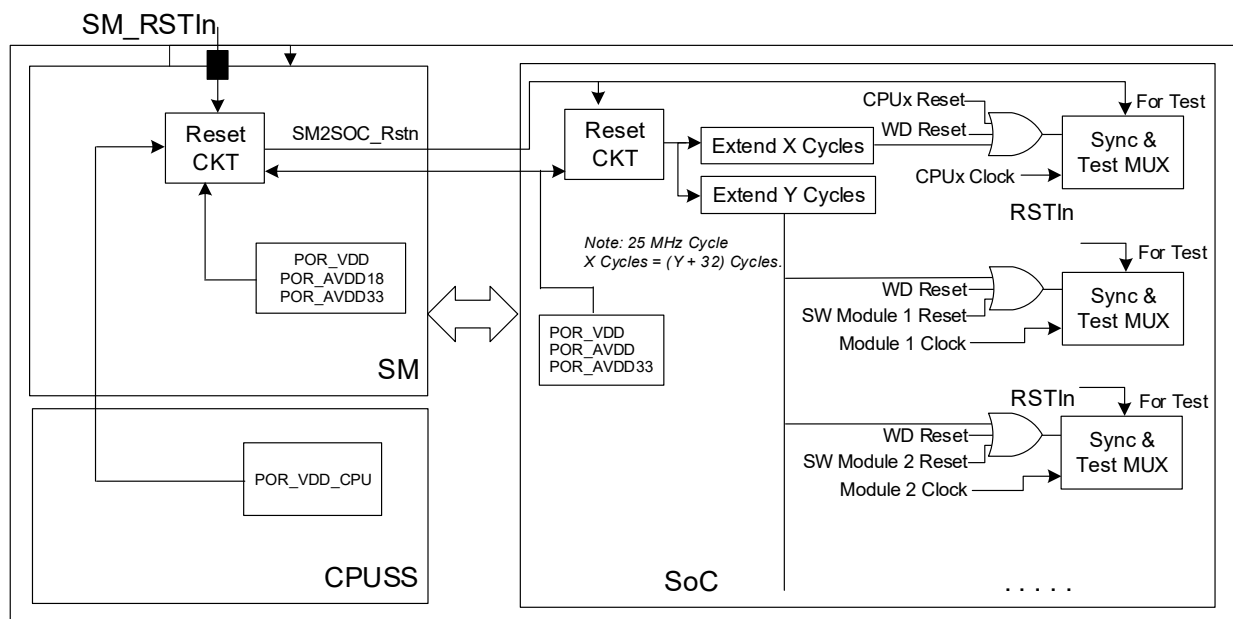 SM_RSTIn
Reset
CKT
SM2SOC_Rstn
POR_VDD
POR_AVDD18
POR_AVDD33
SM
POR_VDD_CPU
CPUSS
Reset
CKT
Extend X Cycles
Extend Y Cycles
Note: 25 MHz Cycle
X Cycles = (Y + 32) Cycles.
POR_VDD
POR_AVDD
POR_AVDD33
SoC
CPUx Reset
WD Reset
CPUx Clock
For Test
Sync &
Test MUX
RSTIn
For Test
WD Reset
SW Module 1 Reset
Module 1 Clock
Sync &
Test MUX
RSTIn
For Test
WD Reset
SW Module 2 Reset
Module 2 Clock
Sync &
Test MUX
. . . . .